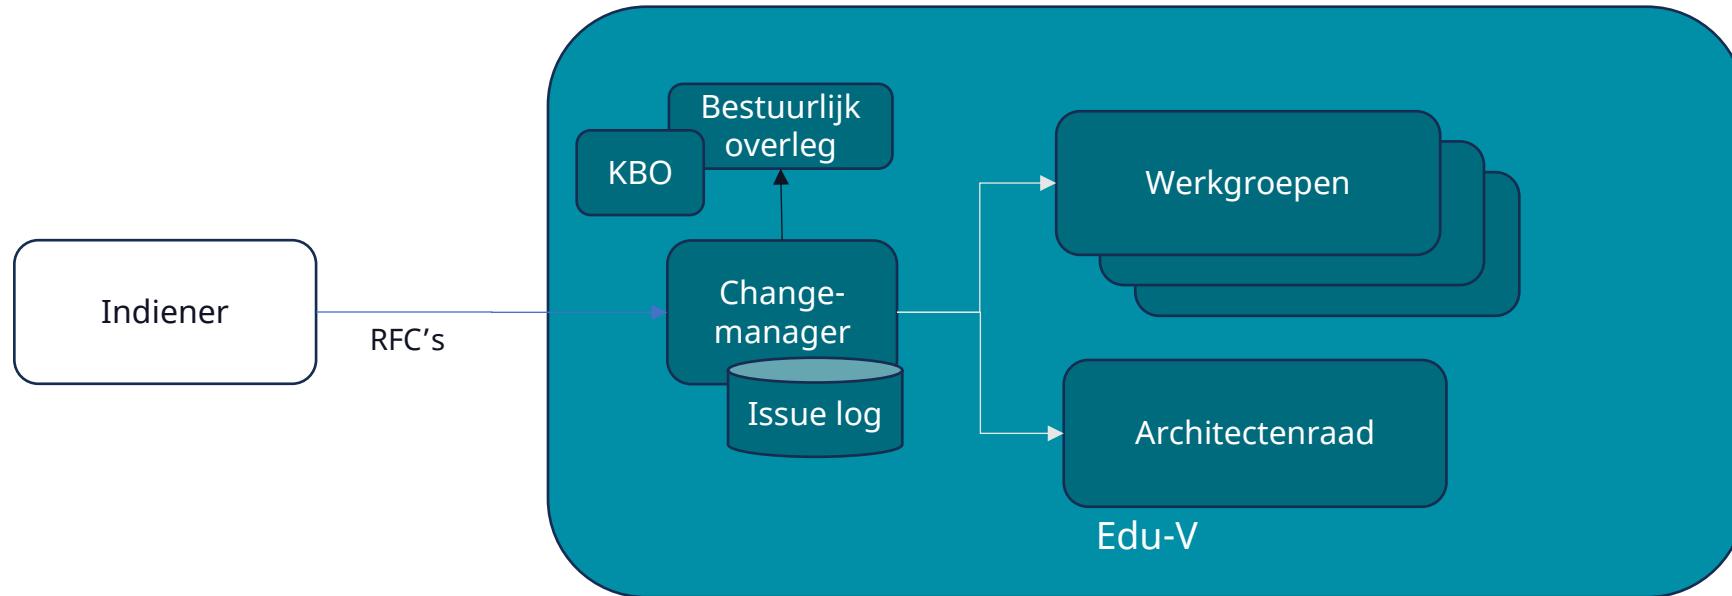 Bestuurlijk
overleg
KBO
Werkgroepen
Indiener
RFC’s
Change-
manager
Issue log
Architectenraad
Edu-V